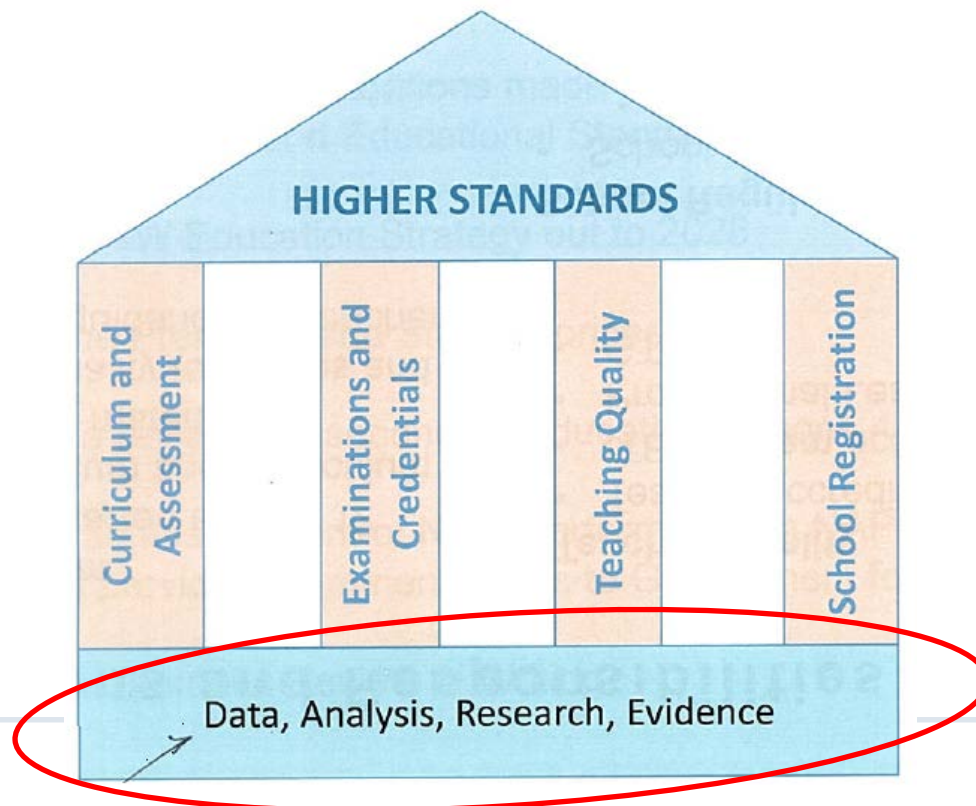 HIGHER STANDARDS
Curriculum and
Assessment
Examinations and
Credentials
Teaching Quality
School Registration
Data, Analysis, Research, Evidence